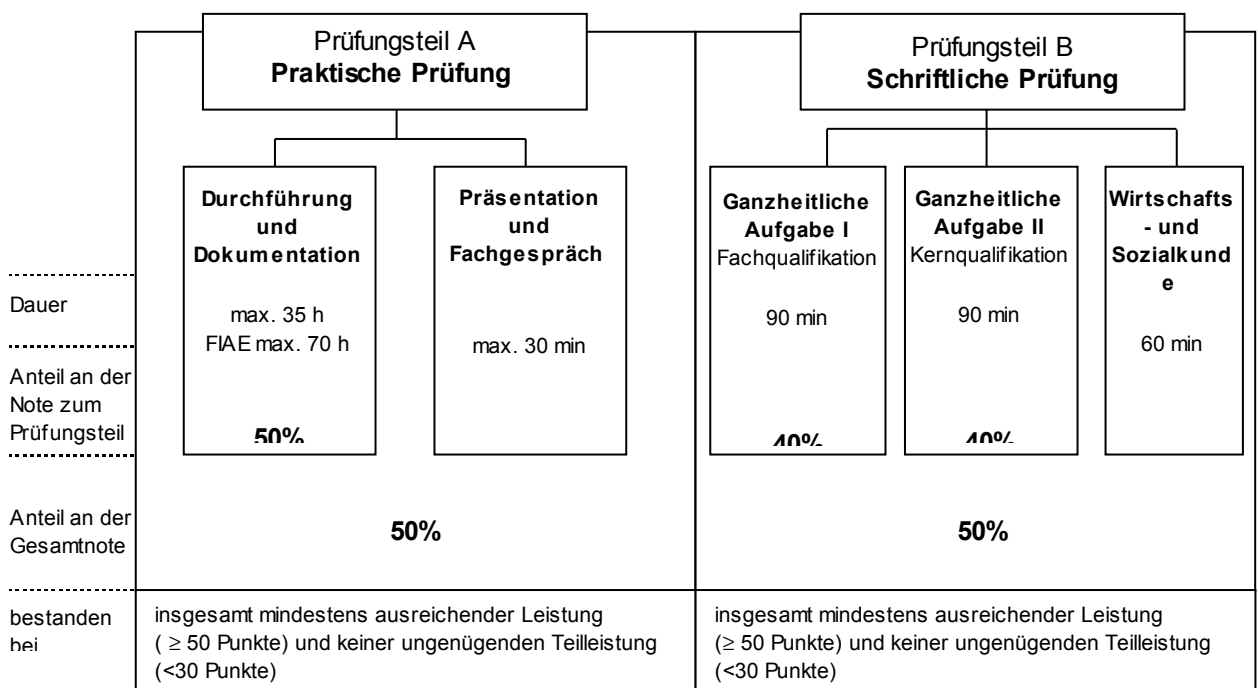 Prüfungsteil A
Praktische Prüfung
Prüfungsteil B
Schriftliche Prüfung
Durchführung
und
Dokumentation
Präsentation
und
Fachgespräch
Ganzheitliche
Aufgabe I
Fachqualifikation
Ganzheitliche
Aufgabe II
Kernqualifikation
Wirtschafts
- und
Sozialkund
e
Dauer
max. 35 h
FIAE max. 70 h
max. 30 min
90 min
90 min
60 min
Anteil an der
Note zum
Prüfungsteil
50%
40%
40%
Anteil an der
Gesamtnote
50%
50%
bestanden
bei
insgesamt mindestens ausreichender Leistung
( ≥ 50 Punkte) und keiner ungenügenden Teilleistung
(<30 Punkte)
insgesamt mindestens ausreichender Leistung
(≥ 50 Punkte) und keiner ungenügenden Teilleistung
(<30 Punkte)